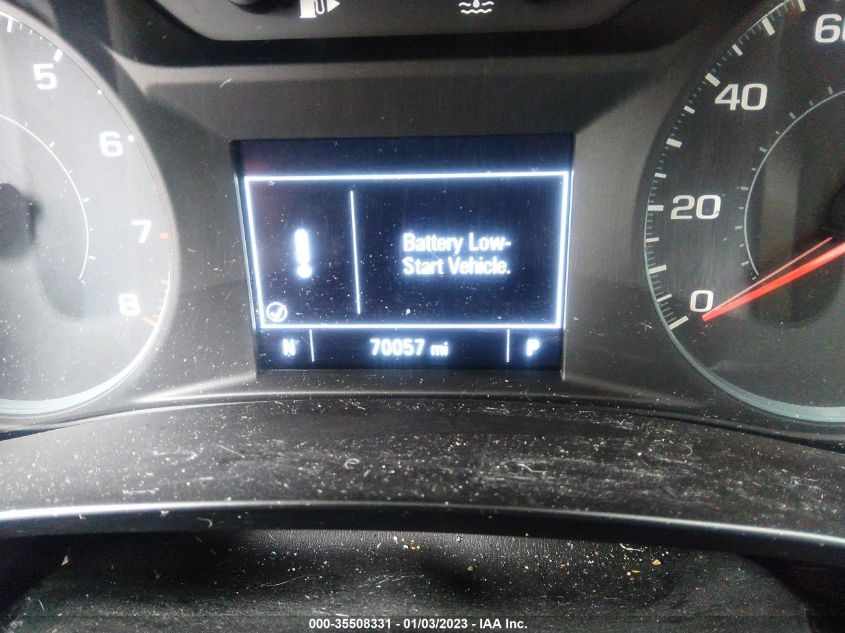 5
6
7
8
60
40
20
0
Battery Low-
Start Vehicle.
N 70057 mi P
000-35508331 - 01/03/2023 - IAA Inc.